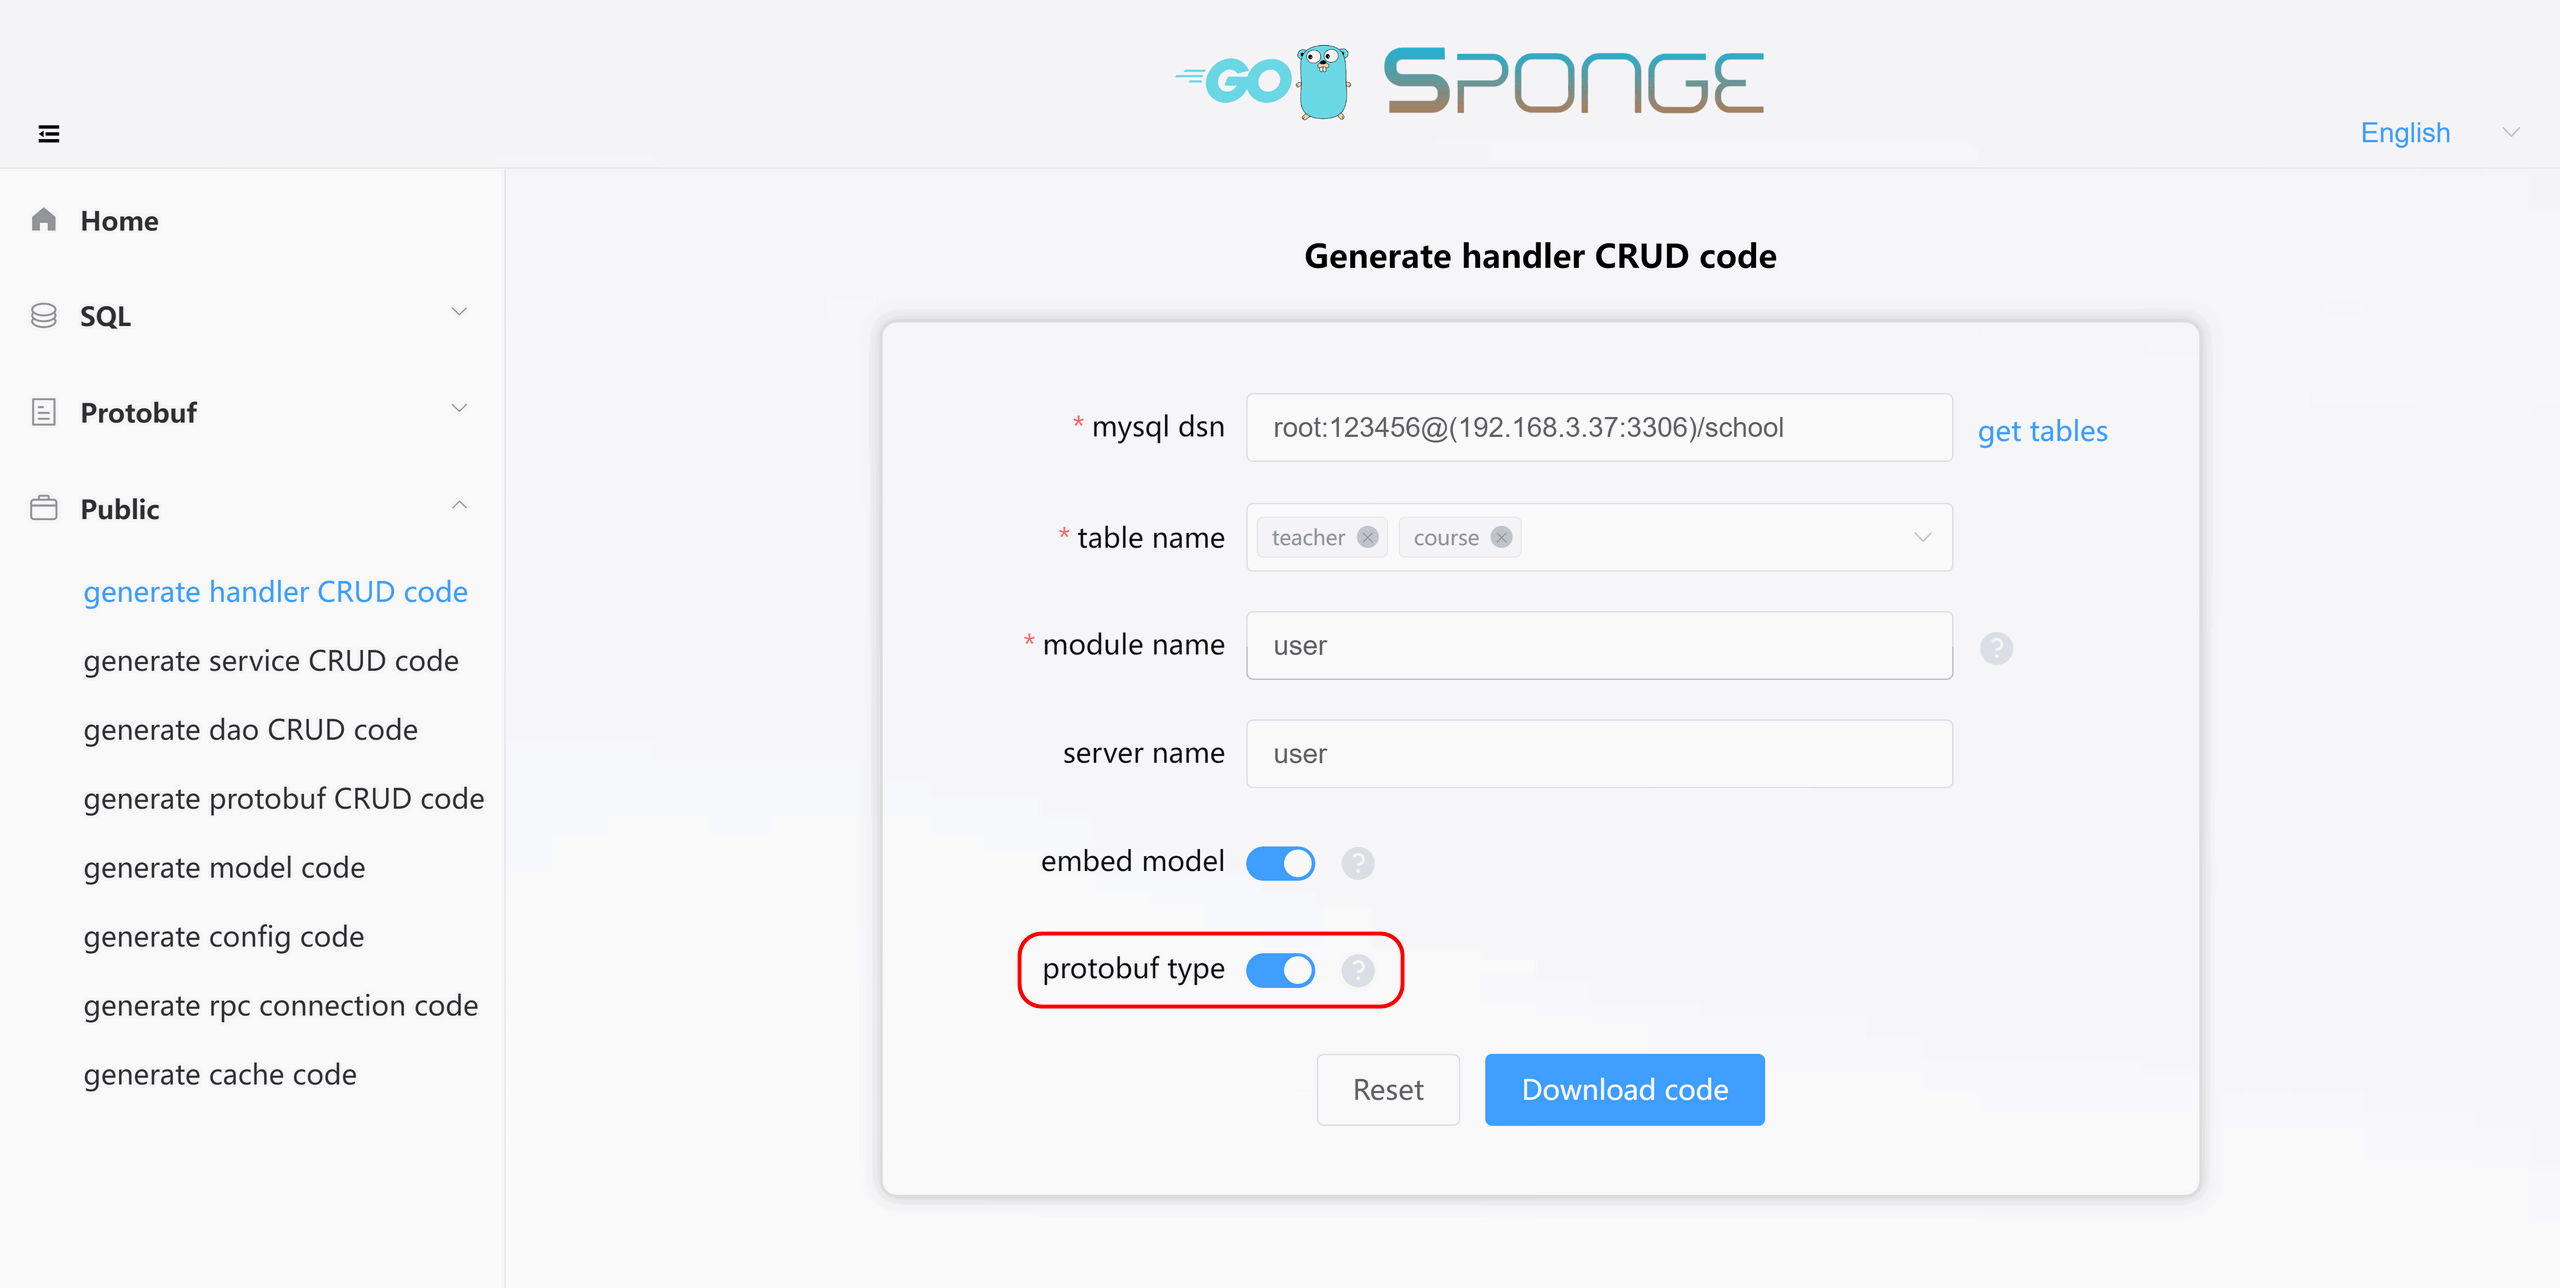 GO SPONGE
English
Home
SQL
Protobuf
Public
generate handler CRUD code
generate service CRUD code
generate dao CRUD code
generate protobuf CRUD code
generate model code
generate config code
generate rpc connection code
generate cache code
Generate handler CRUD code
* mysql dsn root:123456@(192.168.3.37:3306)/school get tables
* table name teacher course
* module name user ?
server name user
embed model ?
protobuf type ?
Reset Download code